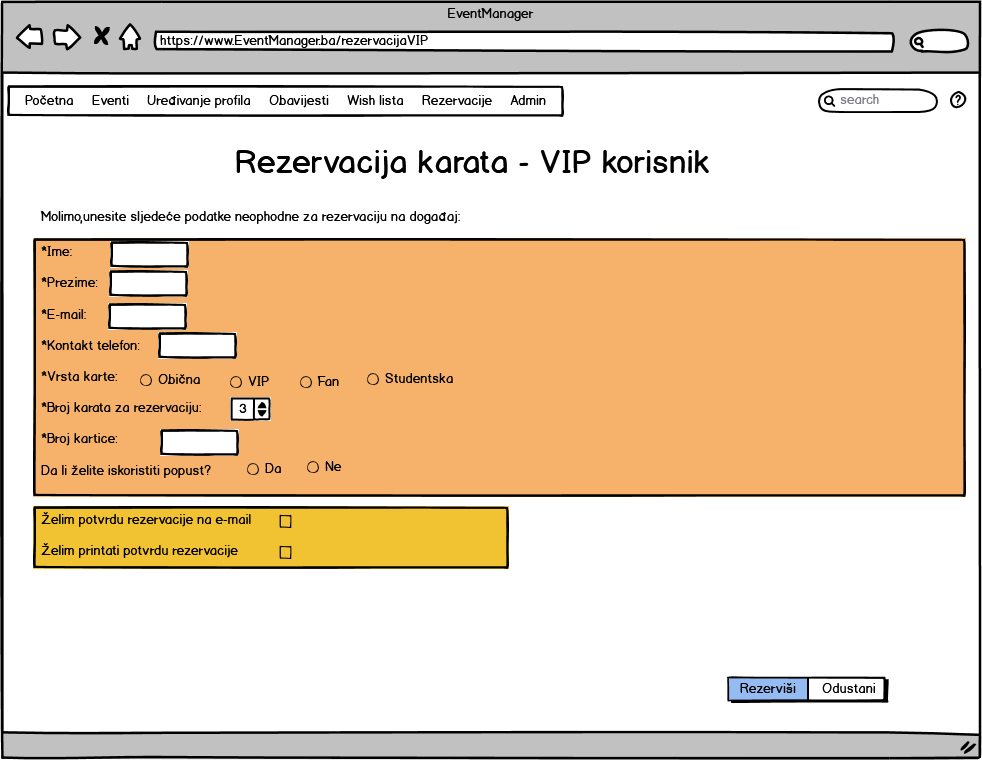 EventManager
https://www.EventManager.ba/rezervacijaVIP
Početna Eventi Uređivanje profila Obavijesti Wish lista Rezervacije Admin search ?
Rezervacija karata - VIP korisnik
Molimo,unesite sljedeće podatke neophodne za rezervaciju na događaj:
*Ime:
*Prezime:
*E-mail:
*Kontakt telefon:
*Vrsta karte: Obična VIP Fan Studentska
*Broj karata za rezervaciju: 3
*Broj kartice:
Da li želite iskoristiti popust? Da Ne
Želim potvrdu rezervacije na e-mail
Želim printati potvrdu rezervacije
Rezerviši Odustani